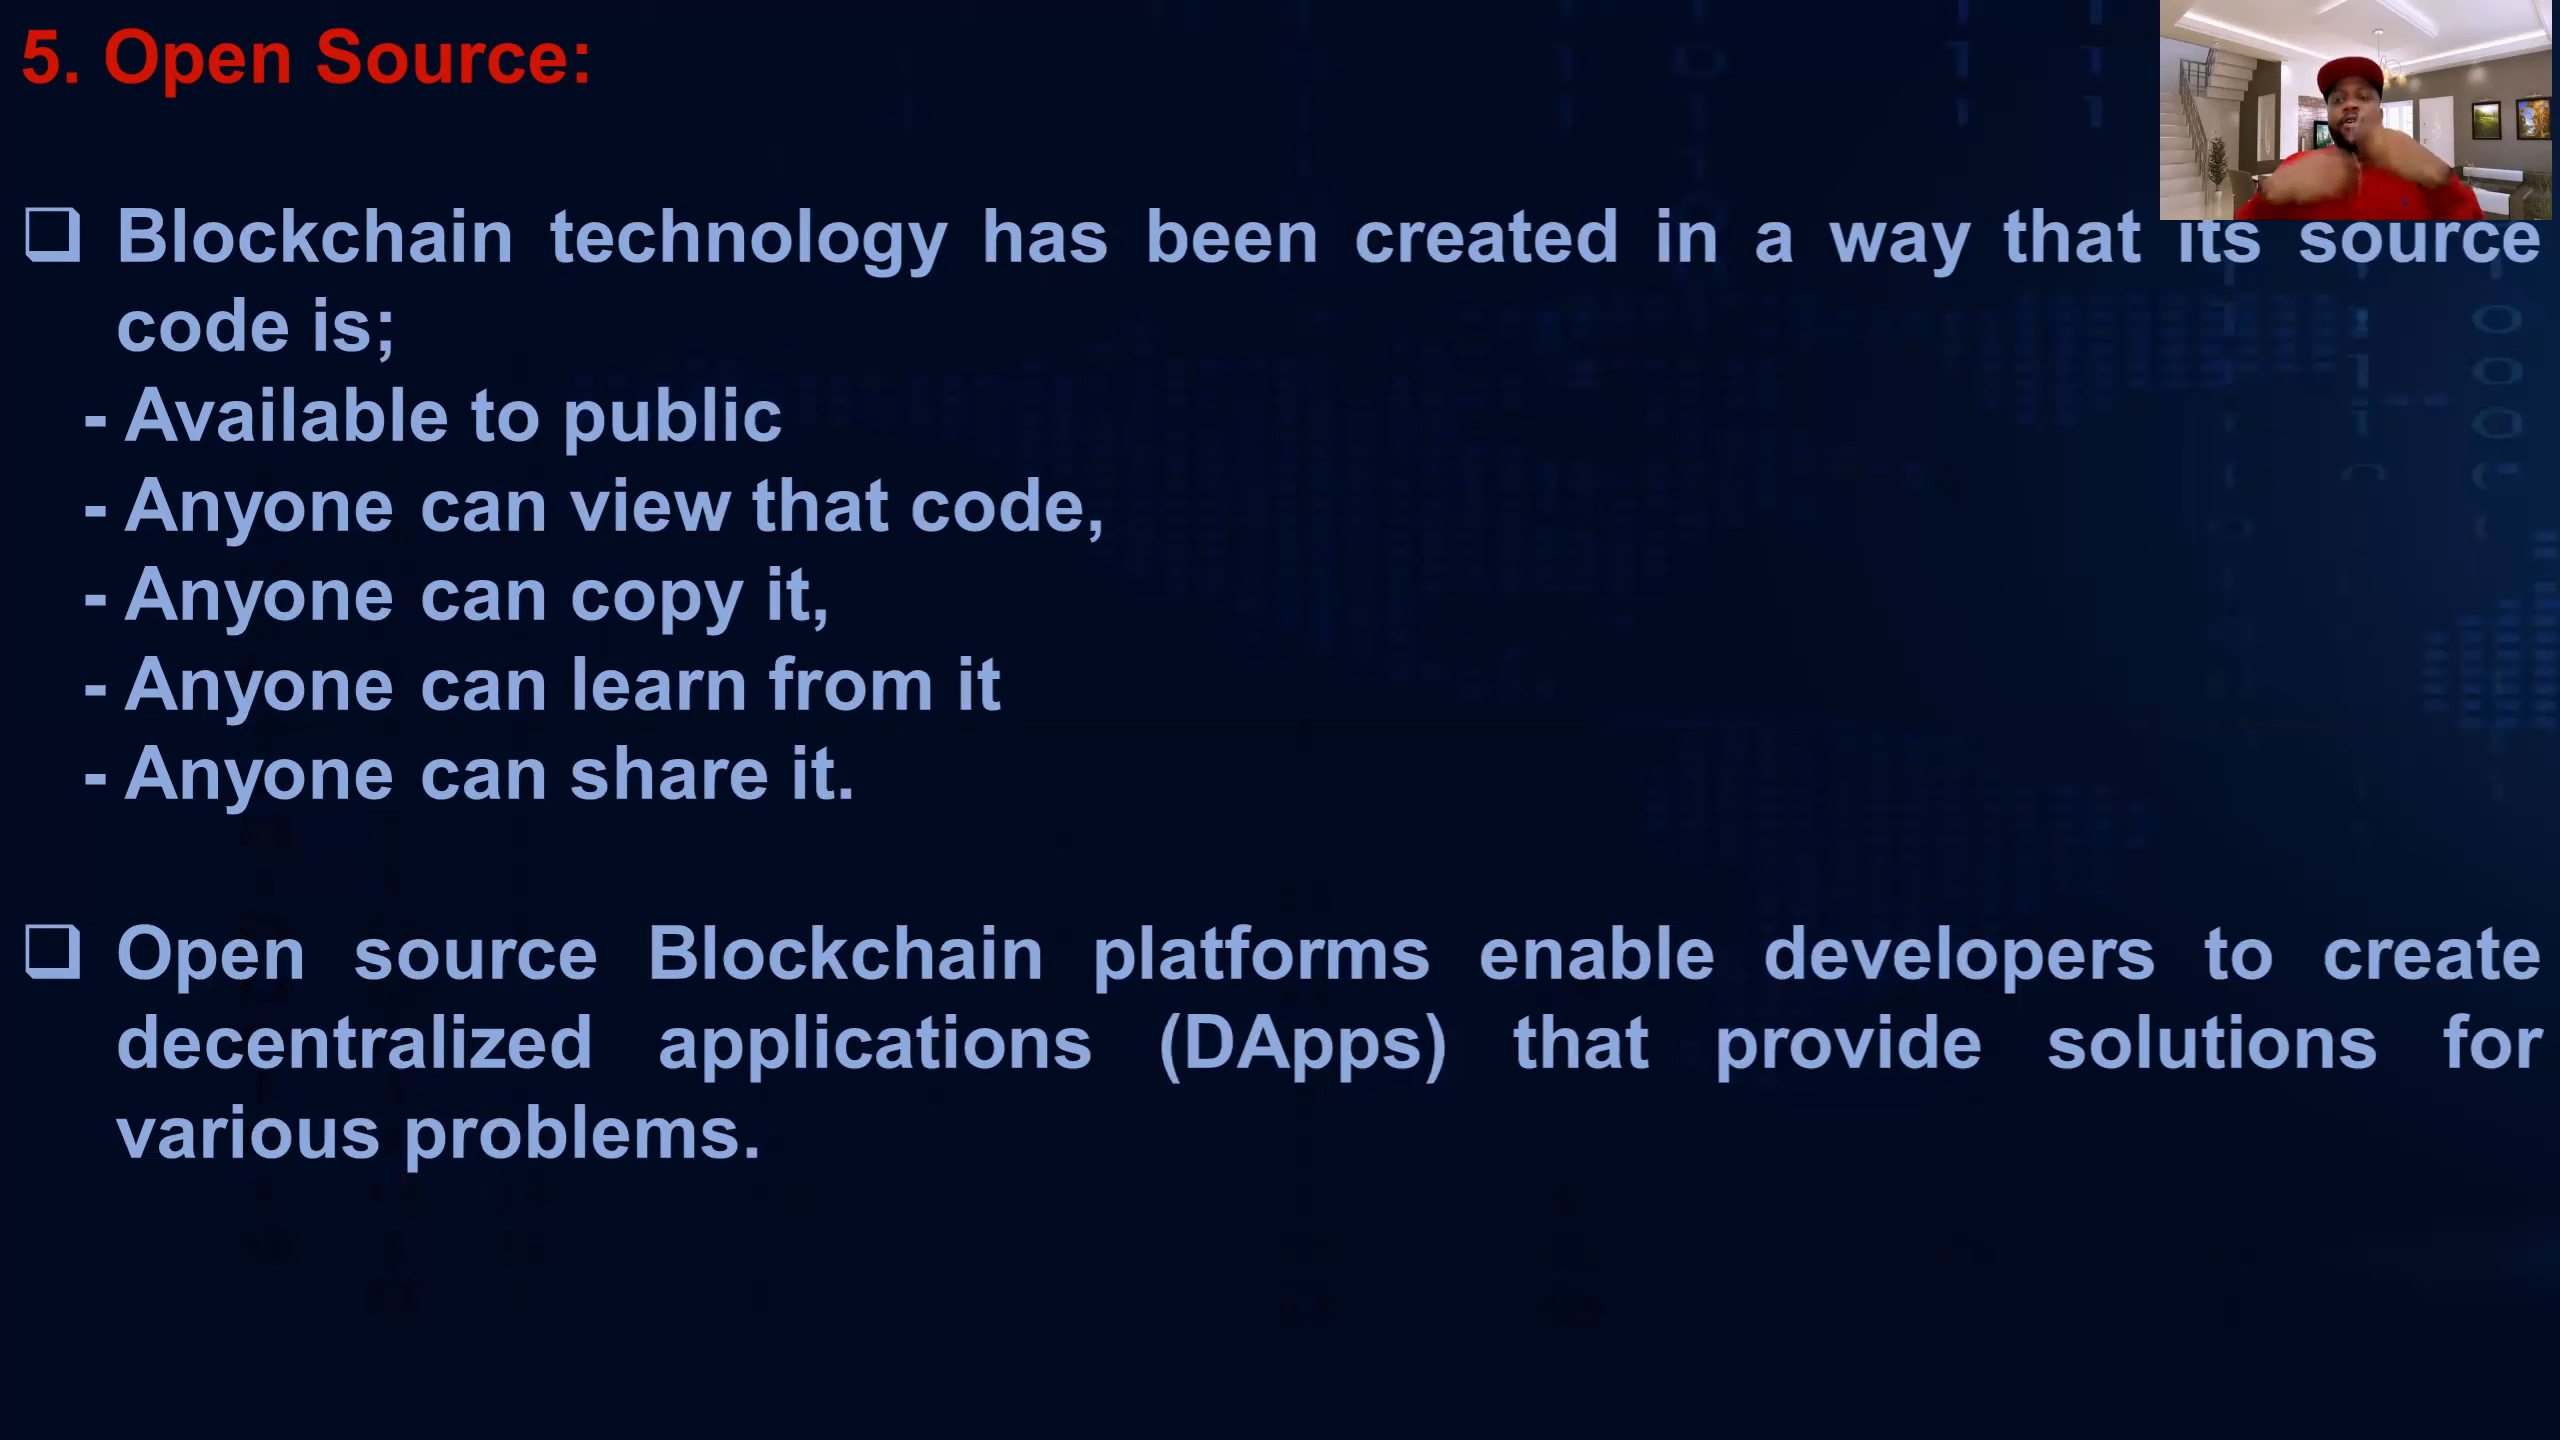 5. Open Source:
Blockchain technology has been created in a way that its source
code is;
- Available to public
- Anyone can view that code,
- Anyone can copy it,
- Anyone can learn from it
- Anyone can share it.
Open source Blockchain platforms enable developers to create
decentralized applications (DApps) that provide solutions for
various problems.